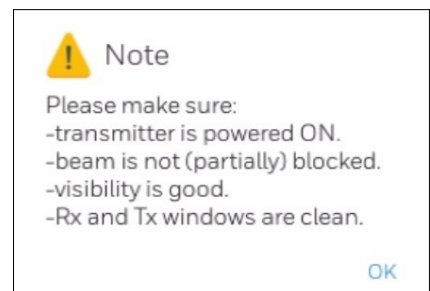 Note
Please make sure:
-transmitter is powered ON.
-beam is not (partially) blocked.
-visibility is good.
-Rx and Tx windows are clean.
OK